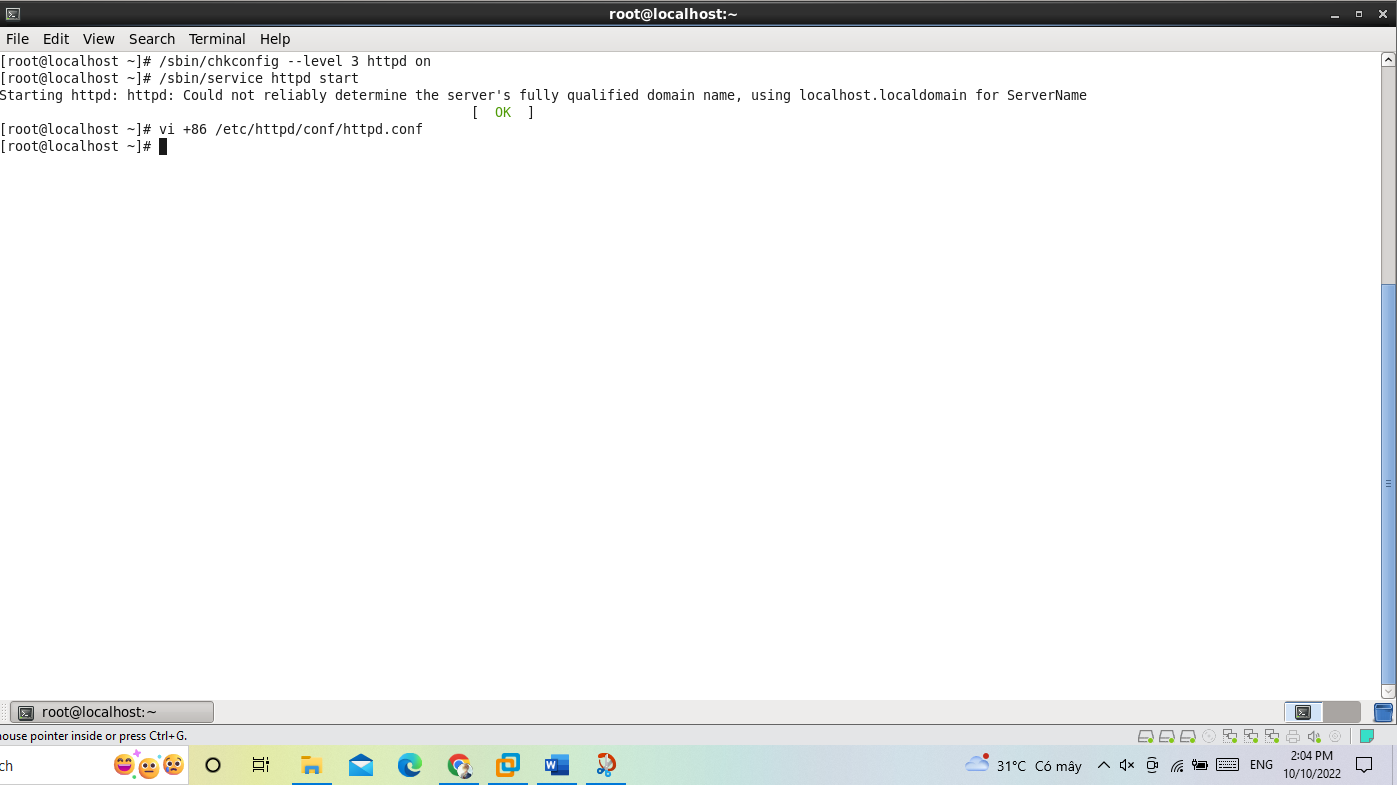 root@localhost:~
File Edit View Search Terminal Help
[root@localhost ~]# /sbin/chkconfig --level 3 httpd on
[root@localhost ~]# /sbin/service httpd start
Starting httpd: httpd: Could not reliably determine the server's fully qualified domain name, using localhost.localdomain for ServerName
[ OK ]
[root@localhost ~]# vi +86 /etc/httpd/conf/httpd.conf
[root@localhost ~]#
root@localhost:~
ouse pointer inside or press Ctrl+G.
ch
31°C Có mây
ENG
2:04 PM
10/10/2022